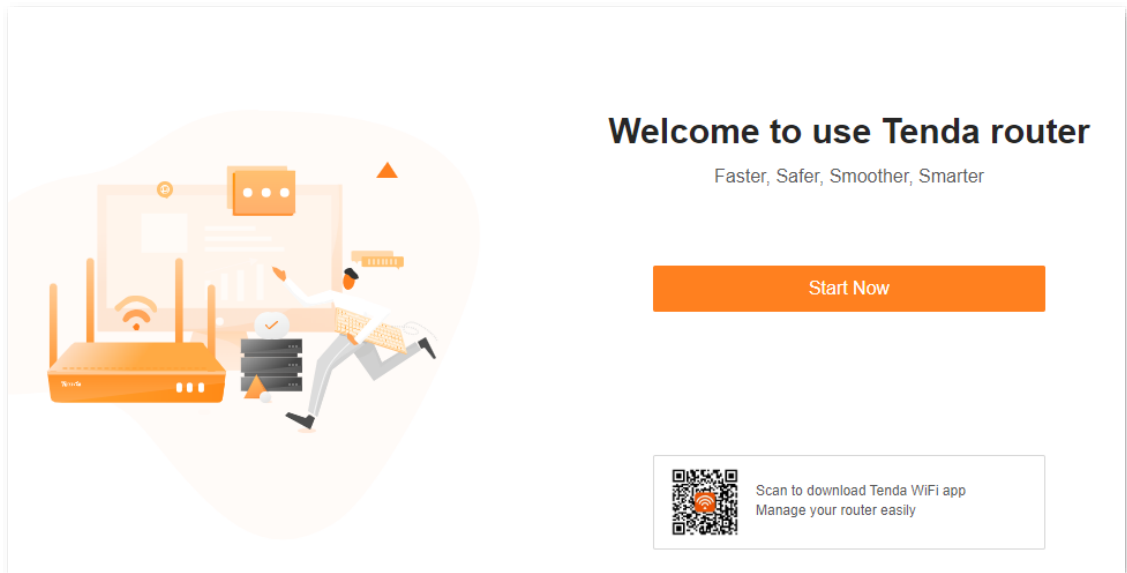 Welcome to use Tenda router
Faster, Safer, Smoother, Smarter
Start Now
Tenda
Scan to download Tenda WiFi app
Manage your router easily